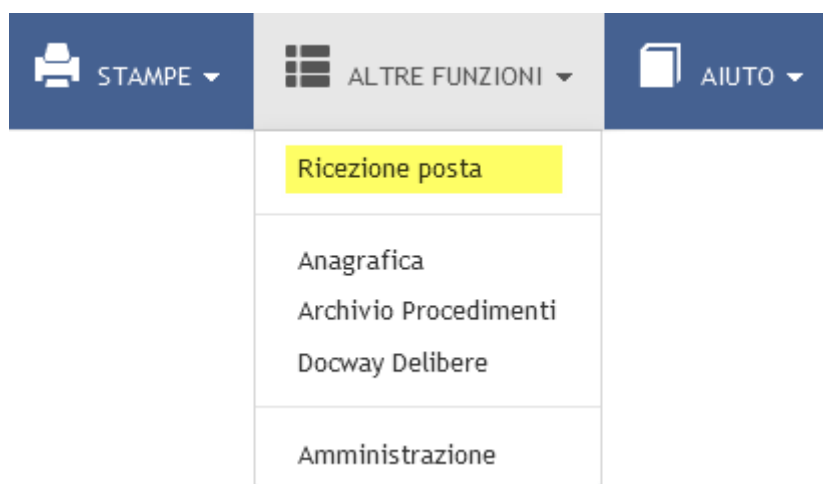 STAMPE
ALTRE FUNZIONI
AIUTO
Ricezione posta
Anagrafica
Archivio Procedimenti
Docway Delibere
Amministrazione